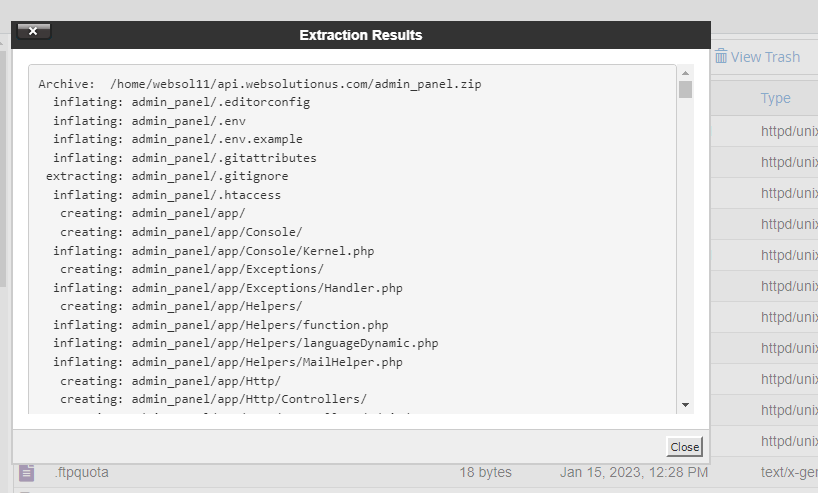 Extraction Results
View Trash
Type
Archive:  /home/websol11/api.websolutionus.com/admin_panel.zip
inflating: admin_panel/.editorconfig
inflating: admin_panel/.env
inflating: admin_panel/.env.example
inflating: admin_panel/.gitattributes
extracting: admin_panel/.gitignore
inflating: admin_panel/.htaccess
creating: admin_panel/app/
creating: admin_panel/app/Console/
inflating: admin_panel/app/Console/Kernel.php
creating: admin_panel/app/Exceptions/
inflating: admin_panel/app/Exceptions/Handler.php
creating: admin_panel/app/Helpers/
inflating: admin_panel/app/Helpers/function.php
inflating: admin_panel/app/Helpers/languageDynamic.php
inflating: admin_panel/app/Helpers/MailHelper.php
creating: admin_panel/app/Http/
creating: admin_panel/app/Http/Controllers/
httpd/unix
httpd/unix
httpd/unix
httpd/unix
httpd/unix
httpd/unix
httpd/unix
httpd/unix
httpd/unix
httpd/unix
httpd/unix
Close
.ftpquota 18 bytes Jan 15, 2023, 12:28 PM text/x-ger